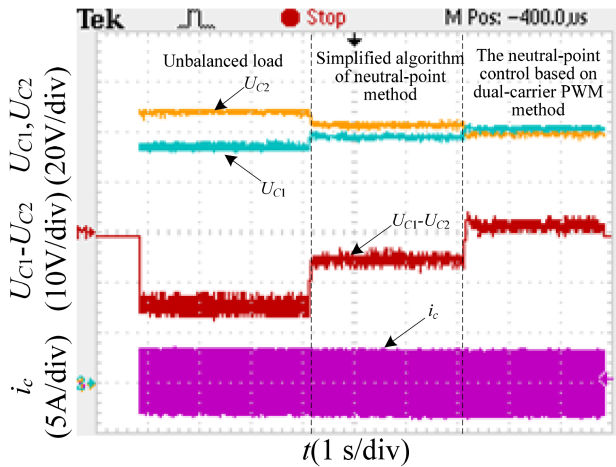 Tek
Stop
M Pos: -400.0us
Unbalanced load
Simplified algorithm
of neutral-point
method
The neutral-point
control based on
dual-carrier PWM
method
UC2
UC1
UC1-UC2
ic
UC1,UC2
(20V/div)
UC1-UC2
(10V/div)
ic
(5A/div)
t(1 s/div)